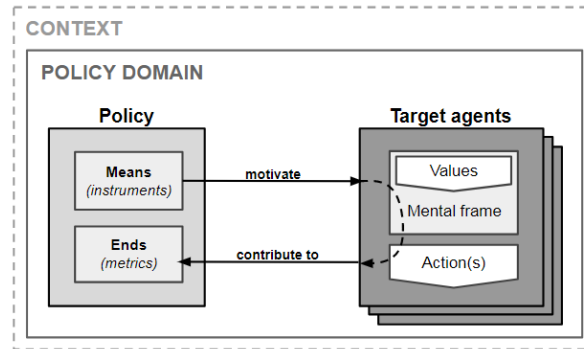 CONTEXT
POLICY DOMAIN
Policy
Target agents
Means
(instruments)
motivate
Values
Mental frame
Ends
(metrics)
contribute to
Action(s)